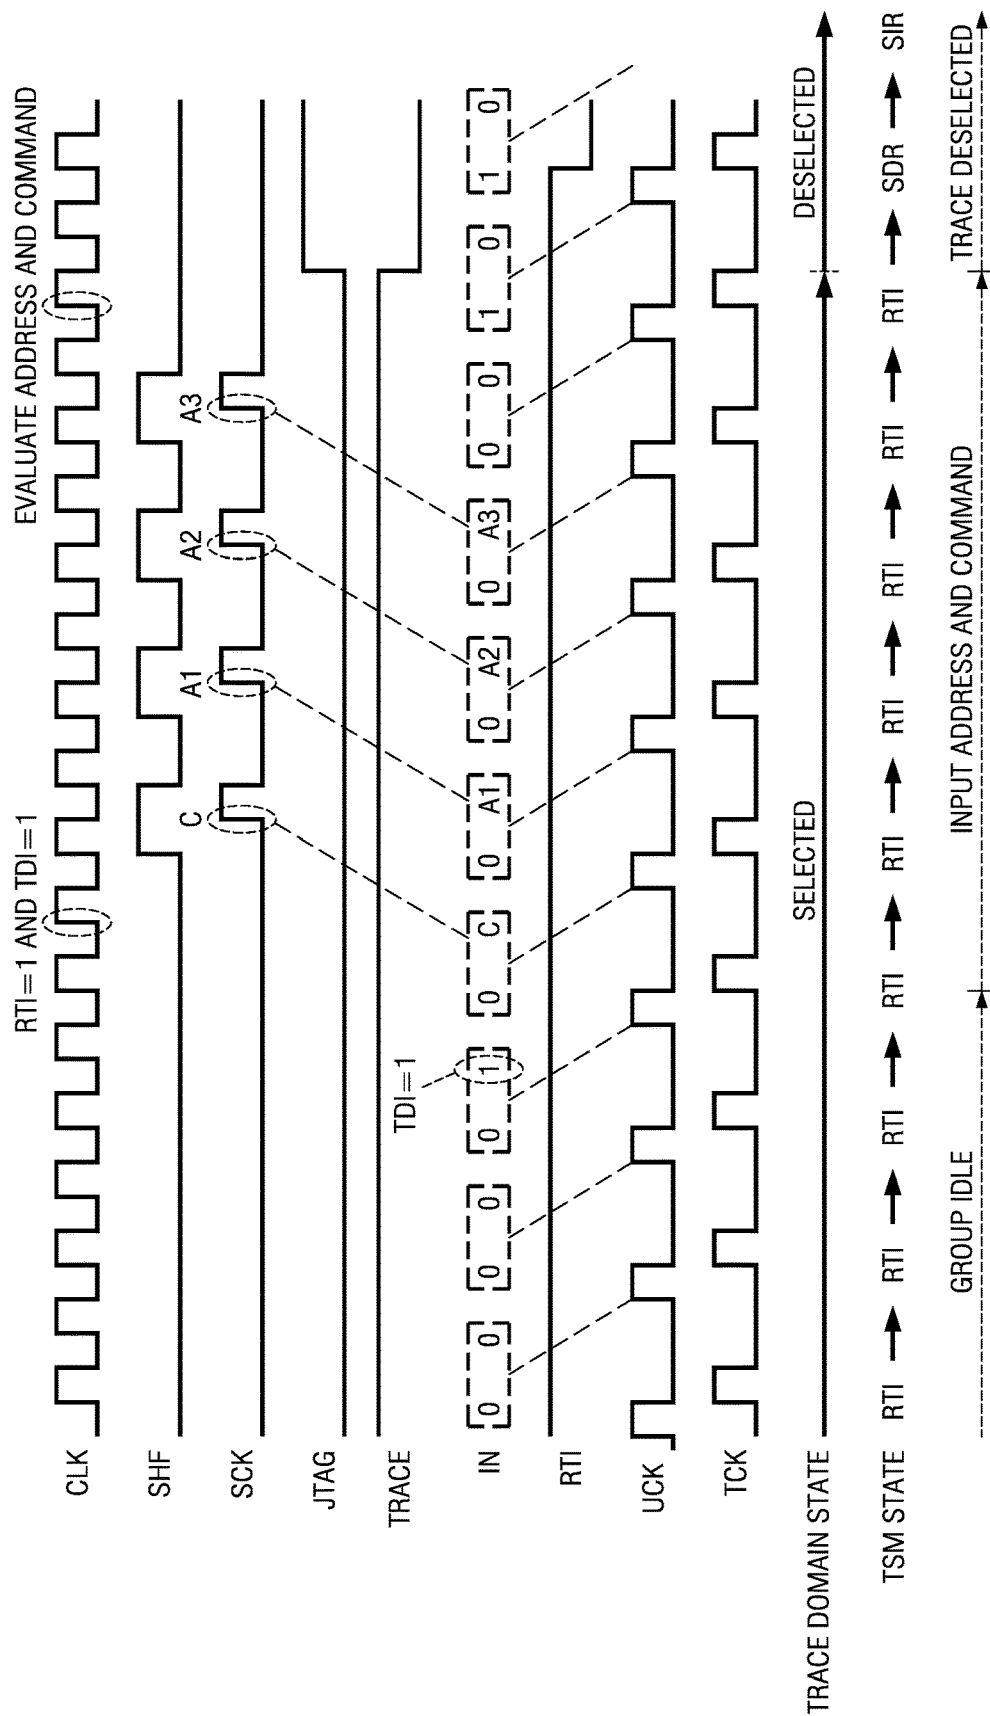 RTI=1 AND TDI=1 EVALUATE ADDRESS AND COMMAND
CLK
SHF
C A1 A2 A3
SCK
JTAG
TRACE
TDI=1
IN 0 0 0 0 0 1 0 C 0 A1 0 A2 0 A3 0 0 1 0 1 0
RTI
UCK
TCK
SELECTED DESELECTED
TRACE DOMAIN STATE
TSM STATE RTI RTI RTI RTI RTI RTI RTI RTI RTI SDR SIR
GROUP IDLE INPUT ADDRESS AND COMMAND TRACE DESELECTED